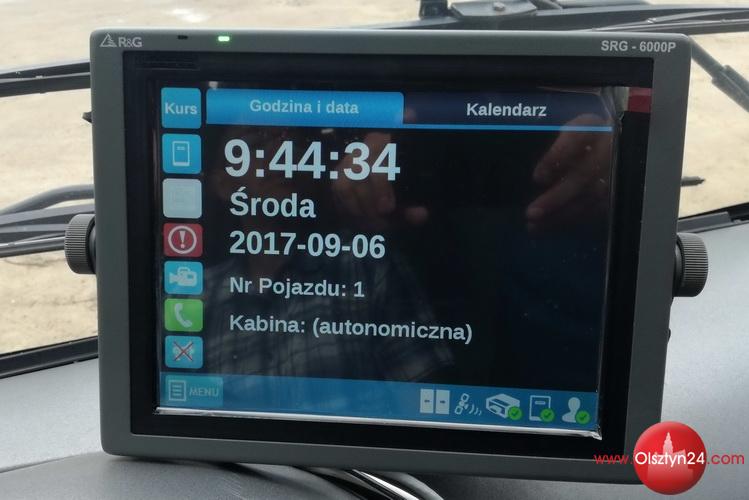 R&G
SRG - 6000P
Kurs
Godzina i data
Kalendarz
9:44:34
Środa
2017-09-06
Nr Pojazdu: 1
Kabina: (autonomiczna)
MENU
www.Olsztyn24.com